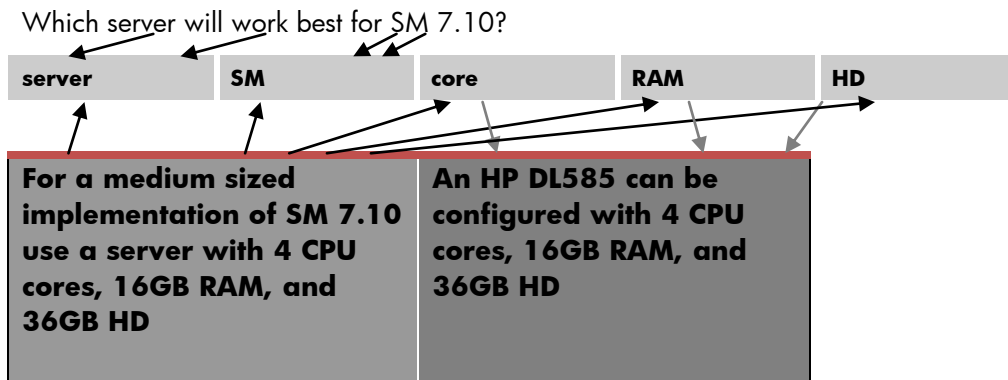 Which server will work best for SM 7.10?
server SM core RAM HD
For a medium sized
implementation of SM 7.10
use a server with 4 CPU
cores, 16GB RAM, and
36GB HD
An HP DL585 can be
configured with 4 CPU
cores, 16GB RAM, and
36GB HD